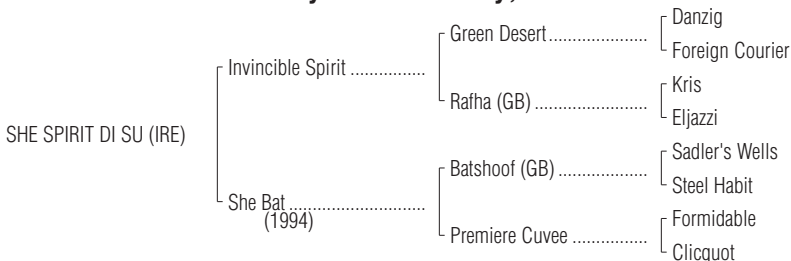 Danzig
Green Desert....................
Foreign Courier
Invincible Spirit ................
Kris
Rafha (GB) .......................
Eljazzi
SHE SPIRIT DI SU (IRE)
Sadler's Wells
Batshoof (GB) ..................
Steel Habit
She Bat .............................
(1994)
Formidable
Premiere Cuvee ...............
Clicquot